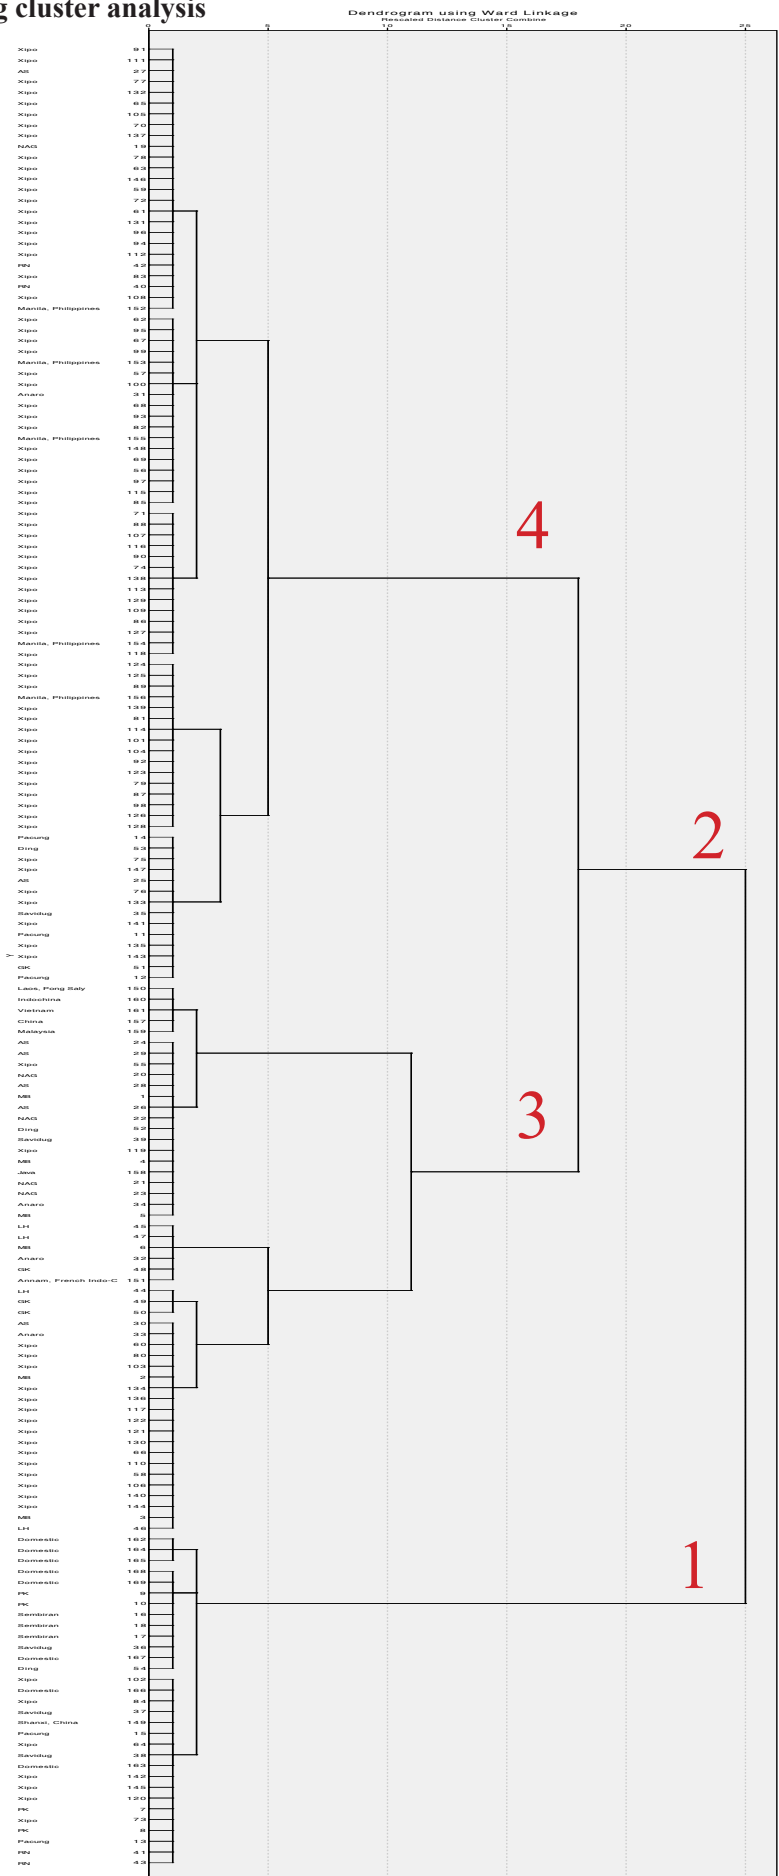 g cluster analysis
Dendrogram using Ward Linkage
Rescaled Distance Cluster Combine
0 5 10 15 20 25
Xipo 91
Xipo 111
AS 27
Xipo 77
Xipo 132
Xipo 65
Xipo 105
Xipo 70
Xipo 137
NAG 19
Xipo 78
Xipo 63
Xipo 146
Xipo 59
Xipo 72
Xipo 61
Xipo 131
Xipo 96
Xipo 94
Xipo 112
RN 42
Xipo 83
RN 40
Xipo 108
Manila, Philippines 152
Xipo 62
Xipo 95
Xipo 67
Xipo 99
Manila, Philippines 153
Xipo 57
Xipo 100
Anaro 31
Xipo 68
Xipo 93
Xipo 82
Manila, Philippines 155
Xipo 148
Xipo 69
Xipo 56
Xipo 97
Xipo 115
Xipo 85
Xipo 71
Xipo 88
4
Xipo 107
Xipo 116
Xipo 90
Xipo 74
Xipo 138
Xipo 113
Xipo 129
Xipo 109
Xipo 86
Xipo 127
Manila, Philippines 154
Xipo 118
Xipo 124
Xipo 125
Xipo 89
Manila, Philippines 156
Xipo 139
Xipo 81
Xipo 114
Xipo 101
Xipo 104
Xipo 92
Xipo 123
Xipo 79
Xipo 87
Xipo 98
Xipo 126
Xipo 128
2
Pacung 14
Ding 53
Xipo 75
Xipo 147
AS 25
Xipo 76
Xipo 133
Savidug 35
Xipo 141
Pacung 11
Xipo 135
Y
Xipo 143
GK 51
Pacung 12
Laos, Pong Saly 150
Indochina 160
Vietnam 161
China 157
Malaysia 159
AS 24
AS 29
Xipo 55
NAG 20
AS 28
MB 1
AS 26
3
NAG 22
Ding 52
Savidug 39
Xipo 119
MB 4
Java 158
NAG 21
NAG 23
Anaro 34
MB 5
LH 45
LH 47
MB 6
Anaro 32
GK 48
Annam, French Indo-C 151
LH 44
GK 49
GK 50
AS 30
Anaro 33
Xipo 60
Xipo 80
Xipo 103
MB 2
Xipo 134
Xipo 136
Xipo 117
Xipo 122
Xipo 121
Xipo 130
Xipo 66
Xipo 110
Xipo 58
Xipo 106
Xipo 140
Xipo 144
MB 3
LH 46
Domestic 162
Domestic 164
Domestic 165
1
Domestic 168
Domestic 169
PK 9
PK 10
Sembiran 16
Sembiran 18
Sembiran 17
Savidug 36
Domestic 167
Ding 54
Xipo 102
Domestic 166
Xipo 84
Savidug 37
Shanxi, China 149
Pacung 15
Xipo 64
Savidug 38
Domestic 163
Xipo 142
Xipo 145
Xipo 120
PK 7
Xipo 73
PK 8
Pacung 13
RN 41
RN 43